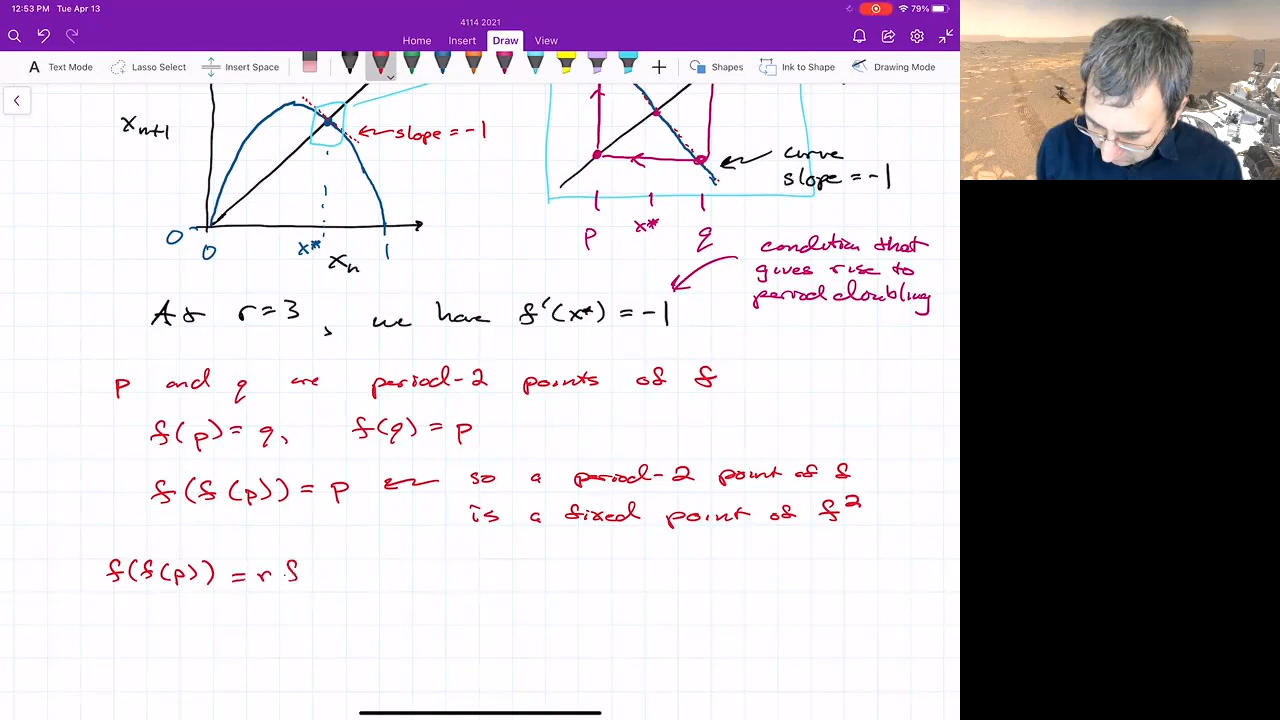 12:53 PM Tue Apr 13
79%
4114 2021
Home Insert Draw View
Text Mode Lasso Select Insert Space Shapes Ink to Shape Drawing Mode
xₙ₊₁
slope = -1
0
0
x*
xₙ
1
curve
slope = -1
p
x*
q
condition that
gives rise to
period doubling
At r = 3, we have f'(x*) = -1
p and q are period-2 points of f
f(p) = q, f(q) = p
f(f(p)) = p ← so a period-2 point of f
is a fixed point of f²
f(f(p)) = r f